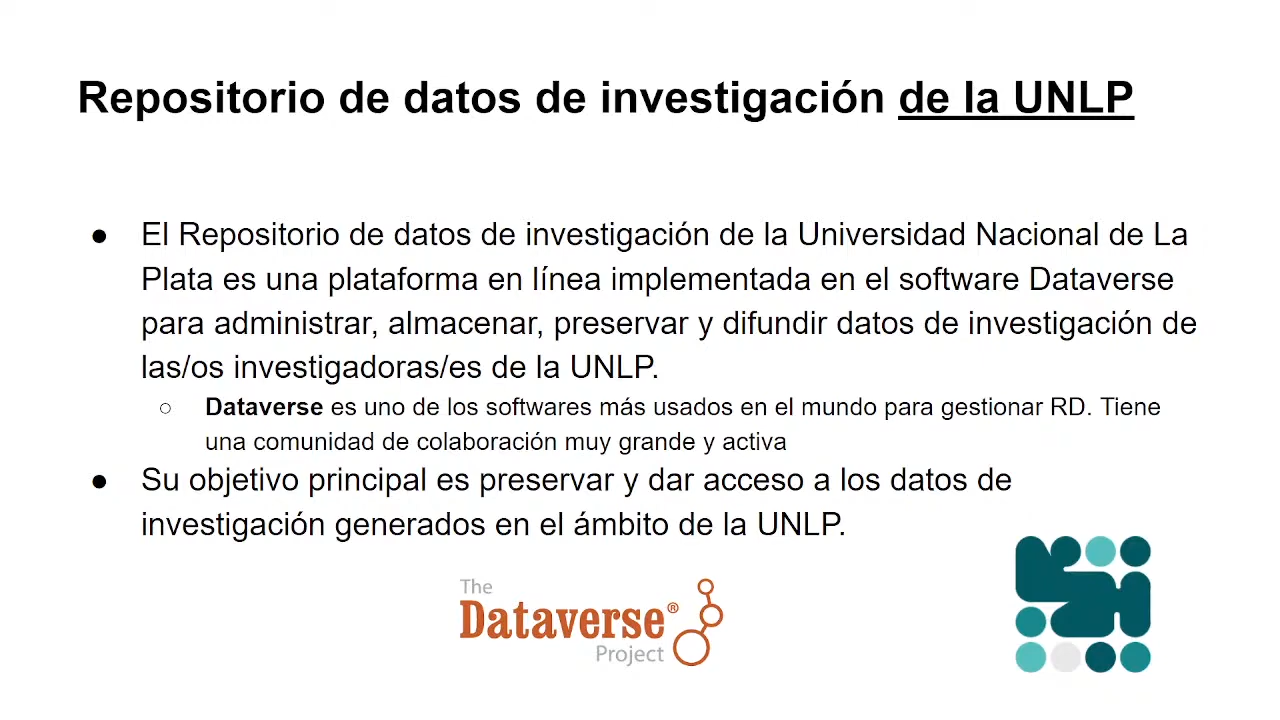 Repositorio de datos de investigación de la UNLP
● El Repositorio de datos de investigación de la Universidad Nacional de La
Plata es una plataforma en línea implementada en el software Dataverse
para administrar, almacenar, preservar y difundir datos de investigación de
las/os investigadoras/es de la UNLP.
○ Dataverse es uno de los softwares más usados en el mundo para gestionar RD. Tiene
una comunidad de colaboración muy grande y activa
● Su objetivo principal es preservar y dar acceso a los datos de
investigación generados en el ámbito de la UNLP.
The
Dataverse®
Project